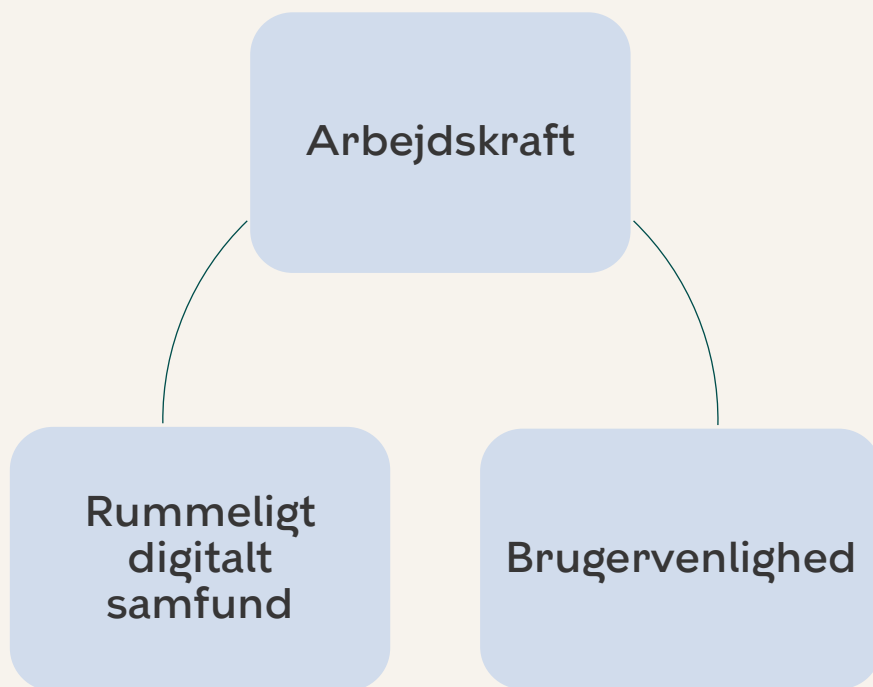 Arbejdskraft
Rummeligt
digitalt
samfund
Brugervenlighed